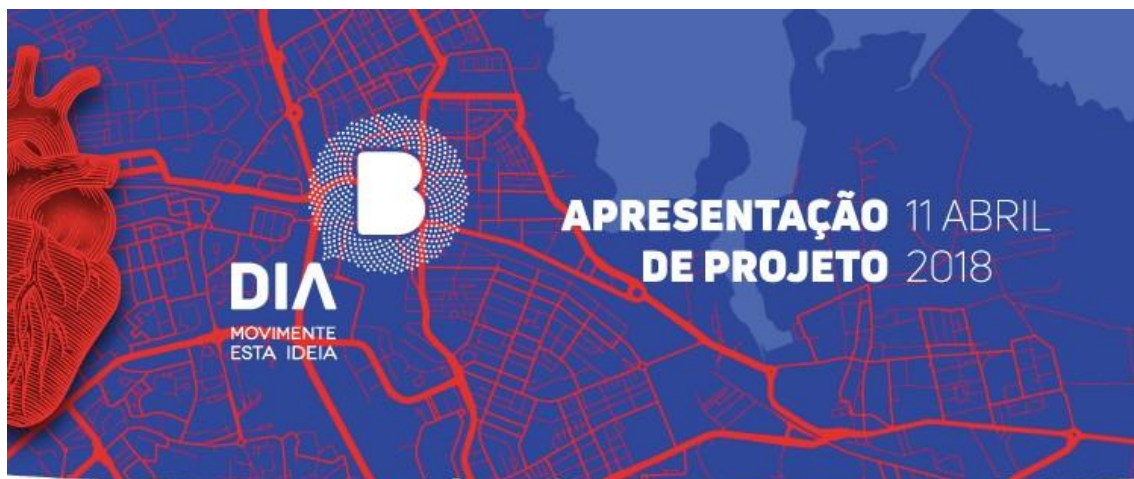 B
DIA
MOVIMENTE
ESTA IDEIA
APRESENTAÇÃO 11 ABRIL
DE PROJETO 2018